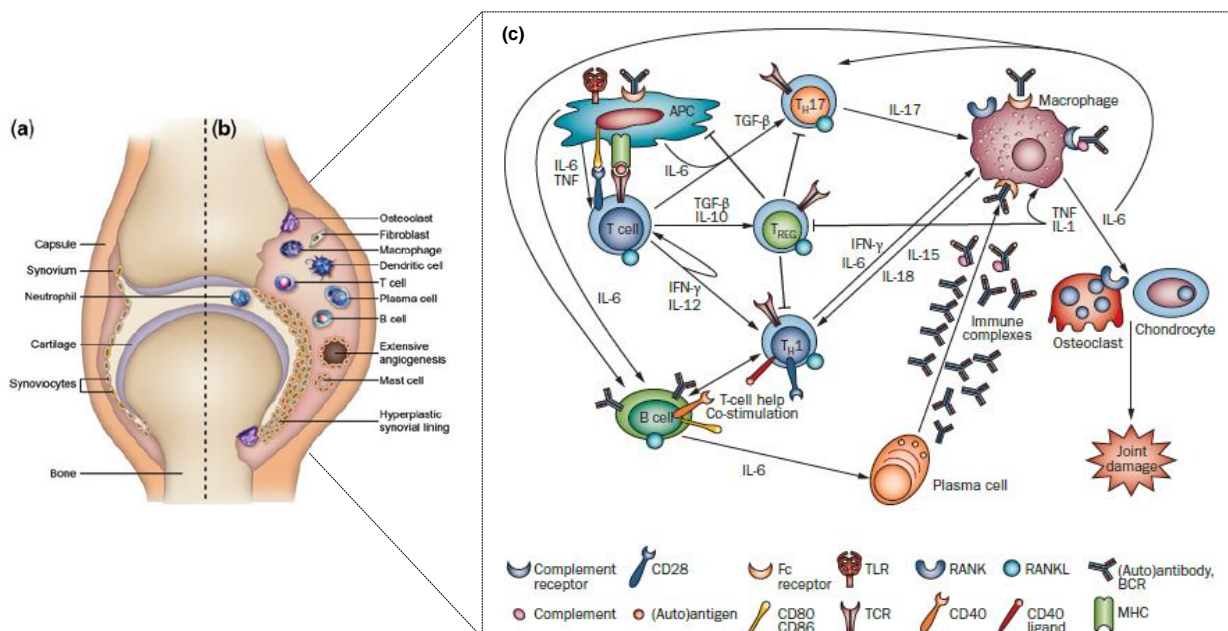 (a)
(b)
Capsule
Synovium
Neutrophil
Cartilage
Synoviocytes
Bone
Osteoclast
Fibroblast
Macrophage
Dendritic cell
T cell
Plasma cell
B cell
Extensive
angiogenesis
Mast cell
Hyperplastic
synovial lining
(c)
APC
TH17
TGF-β
IL-17
Macrophage
IL-6
TNF
IL-6
TGF-β
IL-10
T cell
TREG
TNF
IL-1
IL-6
IFN-γ
IL-6
IL-15
IL-18
IL-6
IFN-γ
IL-12
TH1
Immune
complexes
Osteoclast
Chondrocyte
T-cell help
Co-stimulation
B cell
IL-6
Plasma cell
Joint
damage
Complement
receptor
CD28
Fc
receptor
TLR
RANK
RANKL
(Auto)antibody,
BCR
Complement
(Auto)antigen
CD80
CD86
TCR
CD40
CD40
ligand
MHC